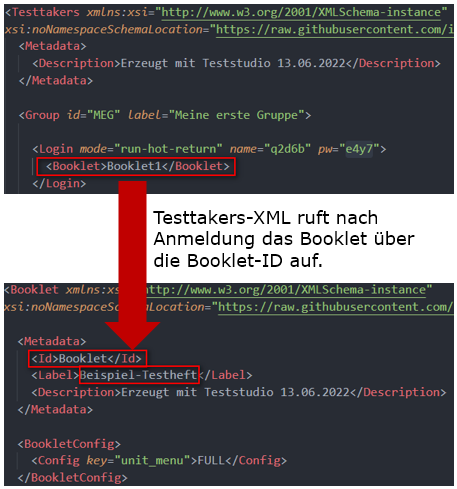 <Testtakers xmlns:xsi="http://www.w3.org/2001/XMLSchema-instance"
xsi:noNamespaceSchemaLocation="https://raw.githubusercontent.com/i
<Metadata>
<Description>Erzeugt mit Teststudio 13.06.2022</Description>
</Metadata>
<Group id="MEG" label="Meine erste Gruppe">
<Login mode="run-hot-return" name="q2d6b" pw="e4y7">
<Booklet>Booklet1</Booklet>
</Login>
Testtakers-XML ruft nach
Anmeldung das Booklet über
die Booklet-ID auf.
<Booklet xmlns:xsi="http://www.w3.org/2001/XMLSchema-instance"
xsi:noNamespaceSchemaLocation="https://raw.githubusercontent.com/
<Metadata>
<Id>Booklet</Id>
<Label>Beispiel-Testheft</Label>
<Description>Erzeugt mit Teststudio 13.06.2022</Description>
</Metadata>
<BookletConfig>
<Config key="unit_menu">FULL</Config>
</BookletConfig>